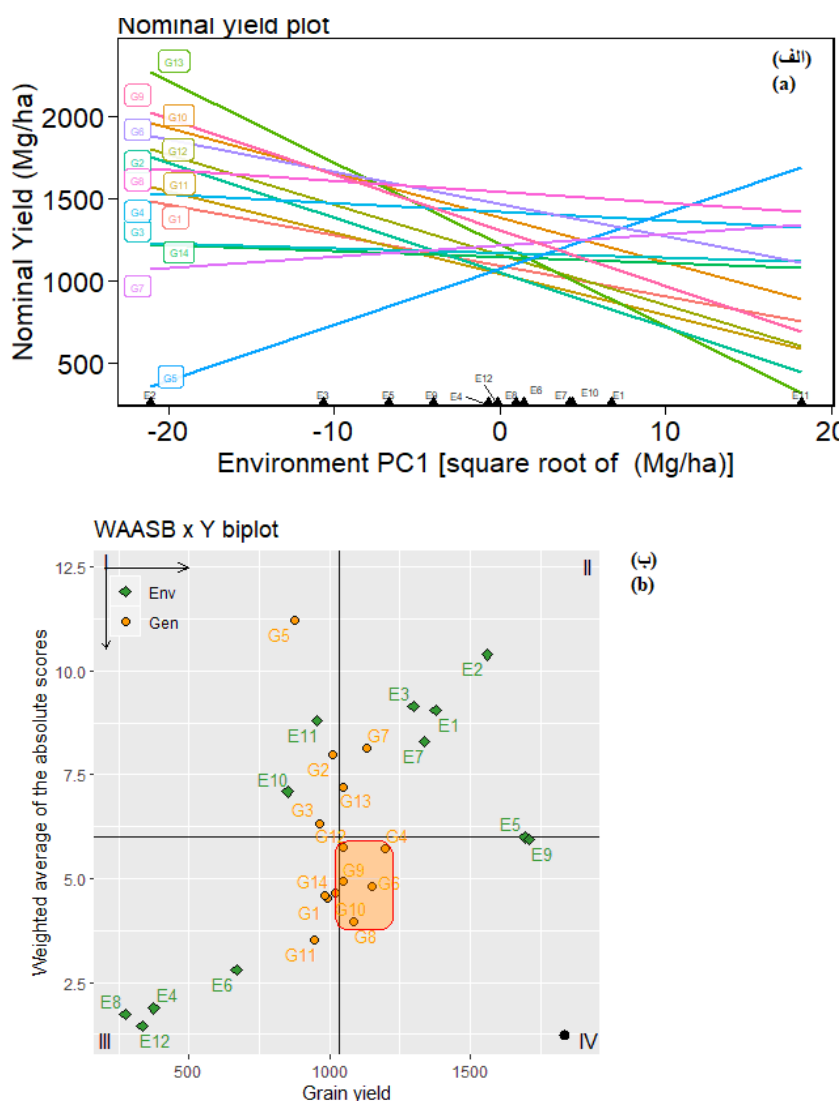 Nominal yield plot
(الف)
(a)
Nominal Yield (Mg/ha)
2000
1500
1000
500
G13
G9
G10
G6
G12
G2
G8
G11
G4
G1
G3
G14
G7
G5
E2
E3
E5
E9
E4
E12
E8
E6
E7
E10
E1
E11
-20
-10
0
10
20
Environment PC1 [square root of (Mg/ha)]
WAASB x Y biplot
(ب)
(b)
Weighted average of the absolute scores
12.5
10.0
7.5
5.0
2.5
I
II
Env
Gen
G5
E2
E3
E1
E11
G7
E7
G2
E10
G13
G3
G12
G4
E5
E9
G9
G14
G6
G1
G10
G8
G11
E6
E8
E4
E12
III
IV
500
1000
1500
Grain yield